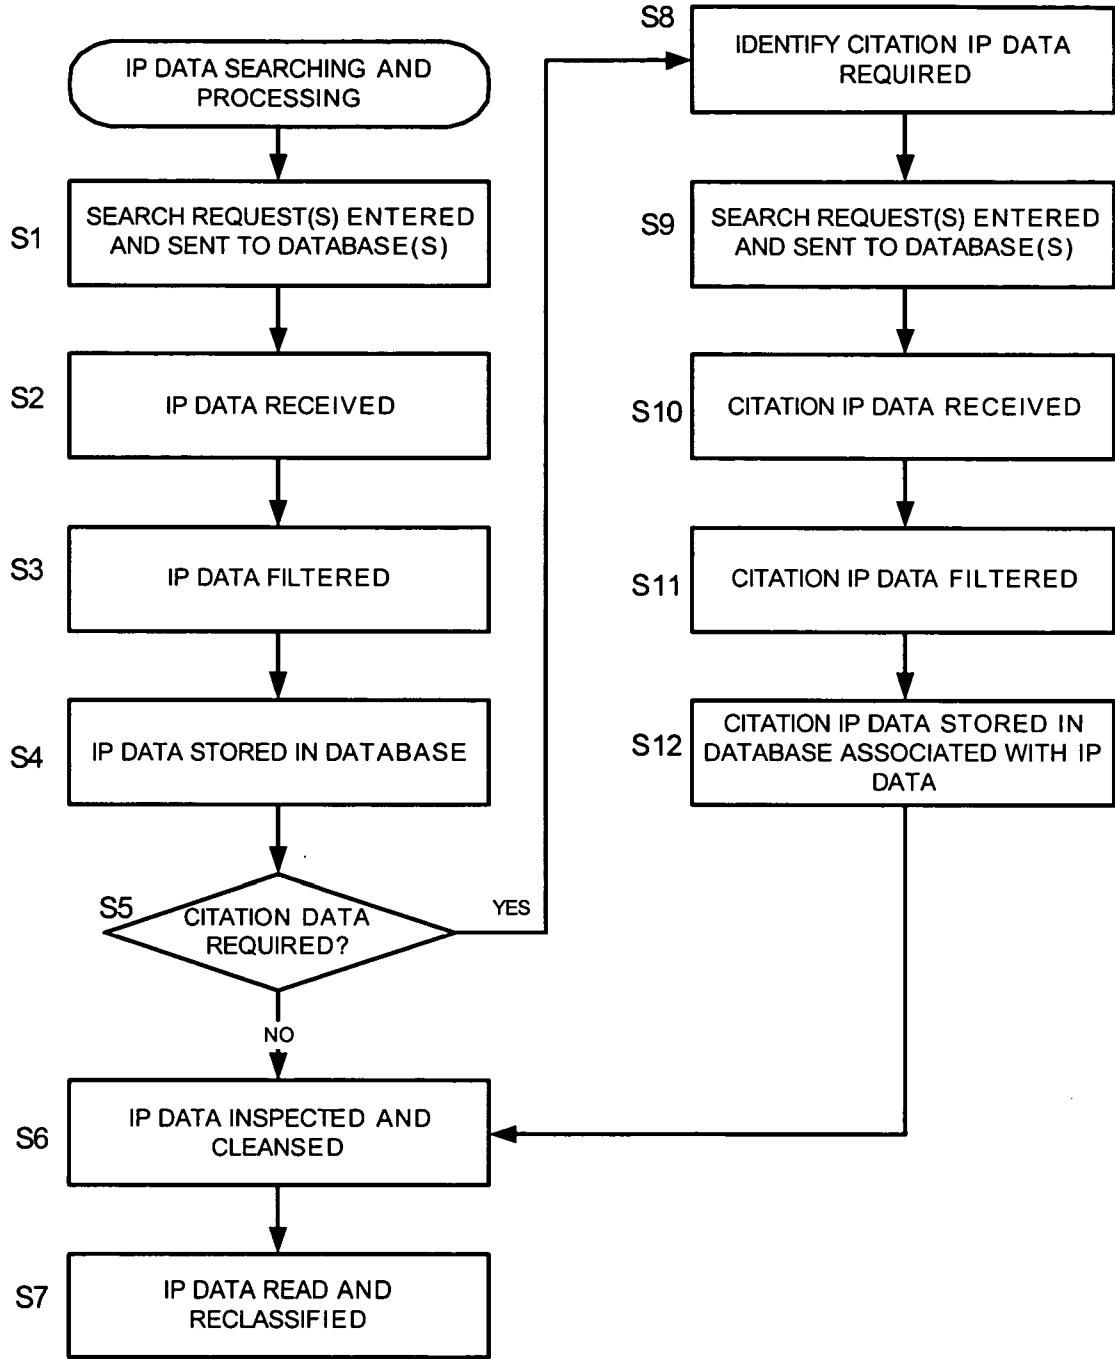 IP DATA SEARCHING AND
PROCESSING
S1
SEARCH REQUEST(S) ENTERED
AND SENT TO DATABASE(S)
S2
IP DATA RECEIVED
S3
IP DATA FILTERED
S4
IP DATA STORED IN DATABASE
S5
CITATION DATA
REQUIRED?
YES
NO
S6
IP DATA INSPECTED AND
CLEANSED
S7
IP DATA READ AND
RECLASSIFIED
S8
IDENTIFY CITATION IP DATA
REQUIRED
S9
SEARCH REQUEST(S) ENTERED
AND SENT TO DATABASE(S)
S10
CITATION IP DATA RECEIVED
S11
CITATION IP DATA FILTERED
S12
CITATION IP DATA STORED IN
DATABASE ASSOCIATED WITH IP
DATA